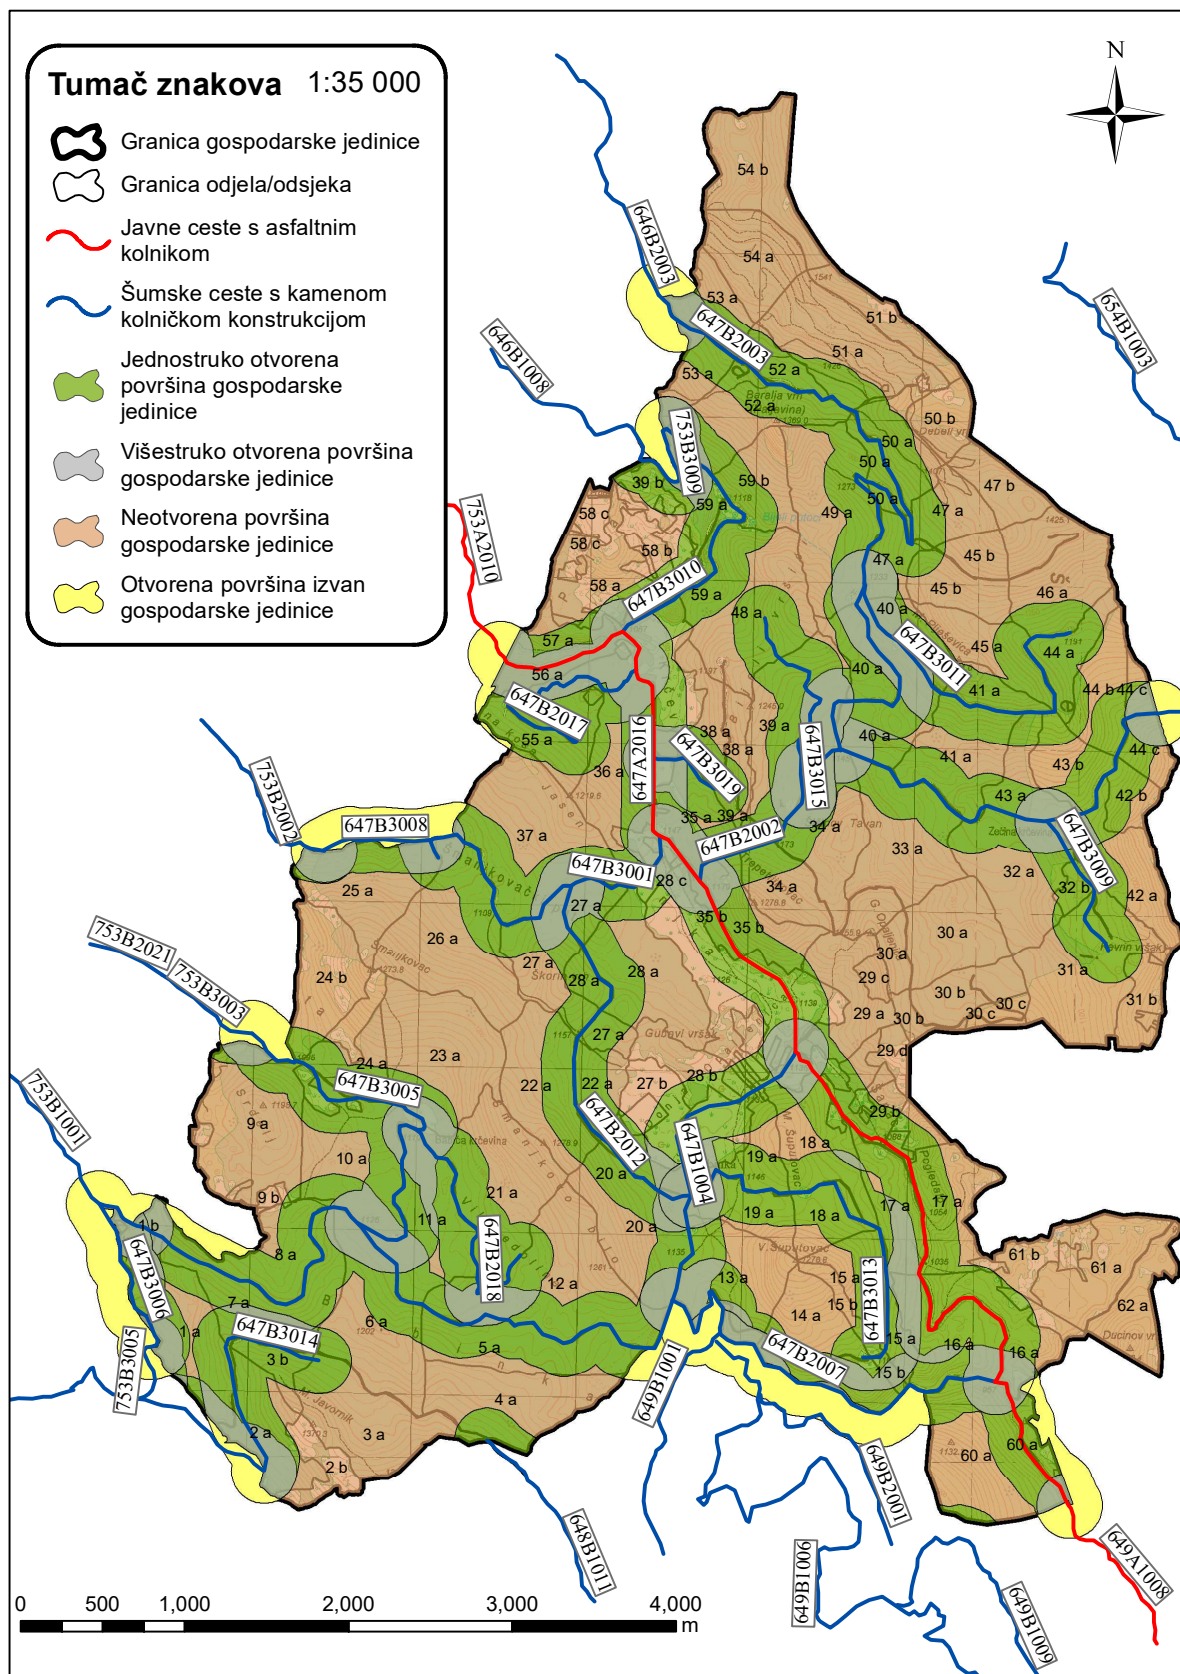 Tumač znakova 1:35 000
Granica gospodarske jedinice
Granica odjela/odsjeka
Javne ceste s asfaltnim
kolnikom
Šumske ceste s kamenom
kolničkom konstrukcijom
Jednostruko otvorena
površina gospodarske
jedinice
Višestruko otvorena površina
gospodarske jedinice
Neotvorena površina
gospodarske jedinice
Otvorena površina izvan
gospodarske jedinice
N
54 b
646B2003
54 a
53 a
51 b
654B1003
647B2003
51 a
646B1008
53 a
52 a
52 a
50 b
753B3009
50 a
50 a
39 b
59 b
50 a
47 b
753A2010
58 c
59 a
49 a
47 a
58 c
58 b
47 a
45 b
58 a
647B3010
59 a
45 b
46 a
48 a
40 a
57 a
647B3011
45 a
44 a
56 a
40 a
41 a
44 b
44 c
647B2017
647A2016
38 a
39 a
647B3015
40 a
55 a
38 a
41 a
44 c
36 a
647B3019
43 b
753B2002
43 a
42 b
647B3008
35 a
39 a
34 a
37 a
647B2002
33 a
647B3009
647B3001
32 a
25 a
28 c
34 a
32 b
42 a
27 a
35 b
35 b
753B2021
26 a
30 a
27 a
28 a
30 a
31 a
753B3003
24 b
28 a
29 c
30 b
30 c
31 b
29 a
30 b
30 c
27 a
23 a
29 d
24 a
647B3005
22 a
22 a
27 b
28 b
753B1001
29 b
9 a
647B2012
18 a
10 a
647B1004
19 a
20 a
9 b
21 a
17 a
17 a
11 a
19 a
18 a
1 b
20 a
8 a
61 b
61 a
647B3006
647B2018
12 a
13 a
15 a
647B3013
7 a
62 a
1 a
6 a
14 a
15 b
647B3014
5 a
15 a
16 a
16 a
3 b
647B2007
15 b
753B3005
649B1001
4 a
2 a
3 a
60 a
60 a
2 b
649B2001
648B1011
649B1006
649A1008
649B1009
0 500 1,000 2,000 3,000 4,000
m